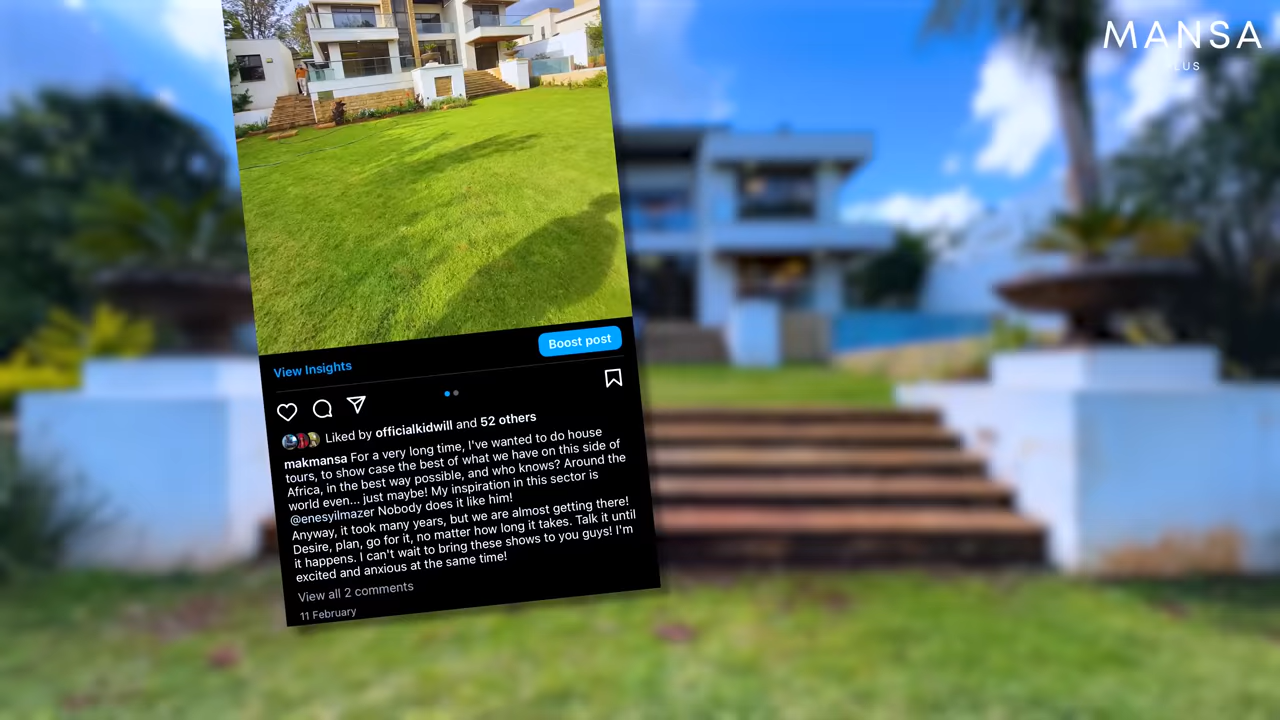 MANSA
PLUS
View Insights
Boost post
Liked by officialkidwill and 52 others
makmansa For a very long time, I've wanted to do house
tours, to show case the best of what we have on this side of
Africa, in the best way possible, and who knows? Around the
world even... just maybe! My inspiration in this sector is
@enesyilmazer Nobody does it like him!
Anyway, it took many years, but we are almost getting there!
Desire, plan, go for it, no matter how long it takes. Talk it until
it happens. I can't wait to bring these shows to you guys! I'm
excited and anxious at the same time!
View all 2 comments
11 February